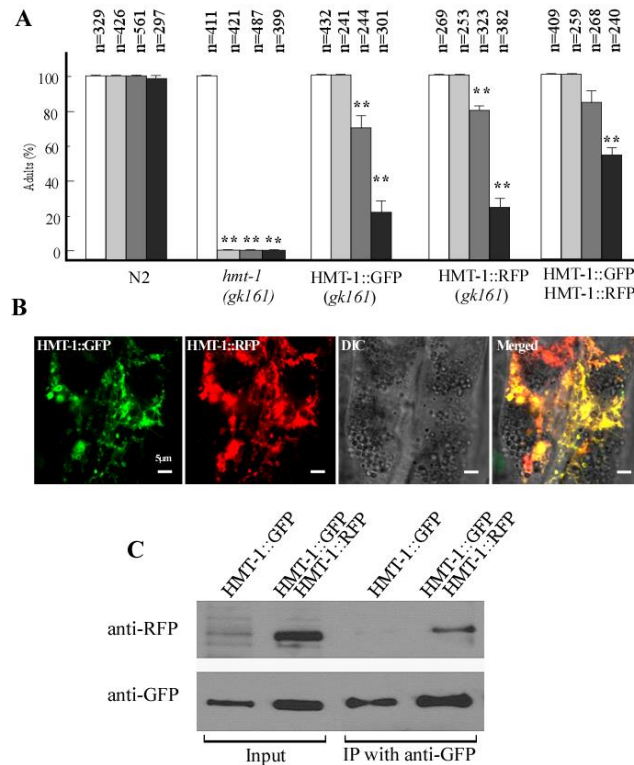 A
n=329
n=426
n=561
n=297
n=411
n=421
n=487
n=399
n=432
n=241
n=244
n=301
n=269
n=253
n=323
n=382
n=409
n=259
n=268
n=240
Adults (%)
100
80
60
40
20
0
** ** **
**
**
**
**
**
N2
hmt-1
(gk161)
HMT-1::GFP
(gk161)
HMT-1::RFP
(gk161)
HMT-1::GFP
HMT-1::RFP
B
HMT-1::GFP
5µm
HMT-1::RFP
DIC
Merged
C
HMT-1::GFP
HMT-1::GFP
HMT-1::RFP
HMT-1::GFP
HMT-1::GFP
HMT-1::RFP
anti-RFP
anti-GFP
Input
IP with anti-GFP